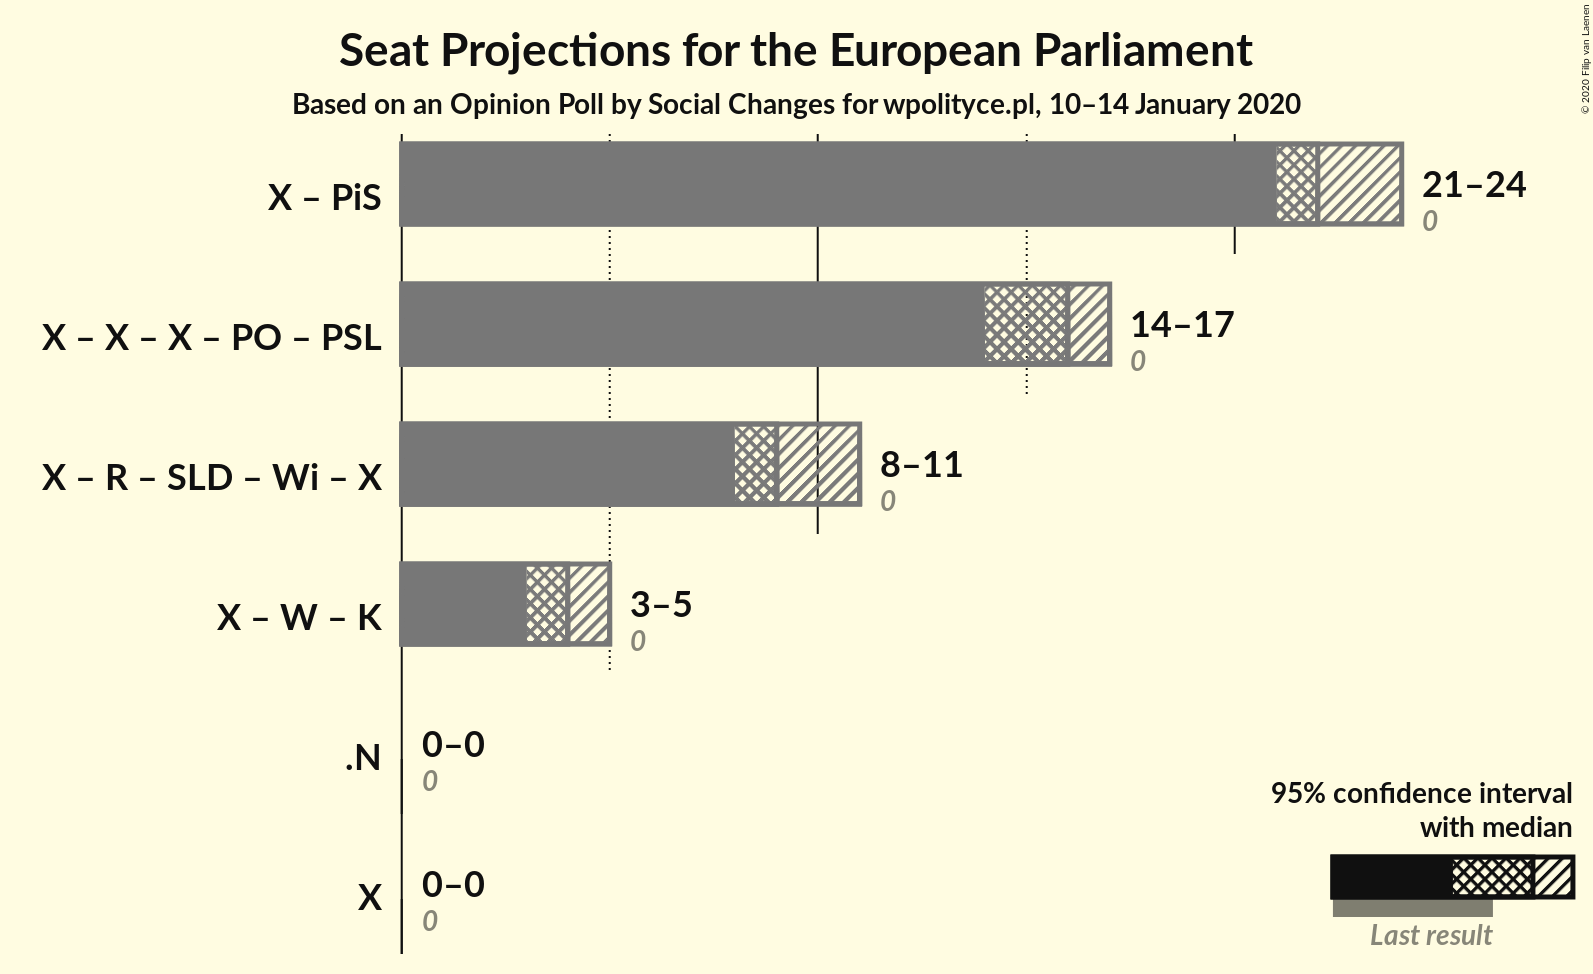 Seat Projections for the European Parliament
Based on an Opinion Poll by Social Changes for wpolityce.pl, 10–14 January 2020
© 2020 Filip van Laenen
X – PiS
21–24
0
X – X – X – PO – PSL
14–17
0
X – R – SLD – Wi – X
8–11
0
X – W – K
3–5
0
.N
0–0
0
X
0–0
0
95% confidence interval
with median
Last result